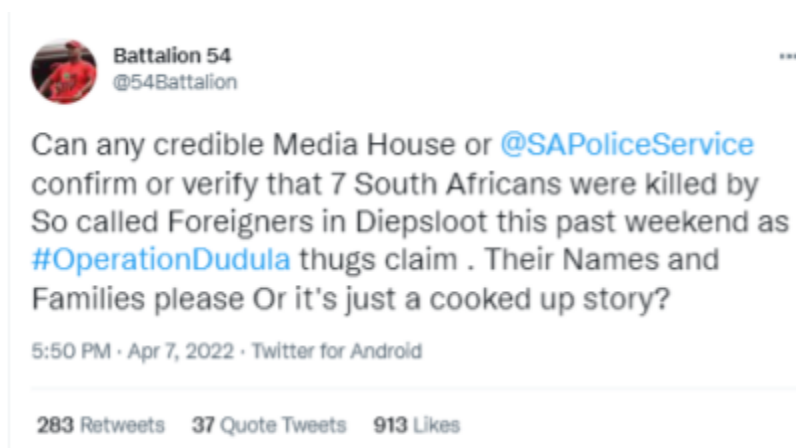 Battalion 54
@54Battalion
Can any credible Media House or @SAPoliceService
confirm or verify that 7 South Africans were killed by
So called Foreigners in Diepsloot this past weekend as
#OperationDudula thugs claim . Their Names and
Families please Or it's just a cooked up story?
5:50 PM · Apr 7, 2022 · Twitter for Android
283 Retweets 37 Quote Tweets 913 Likes